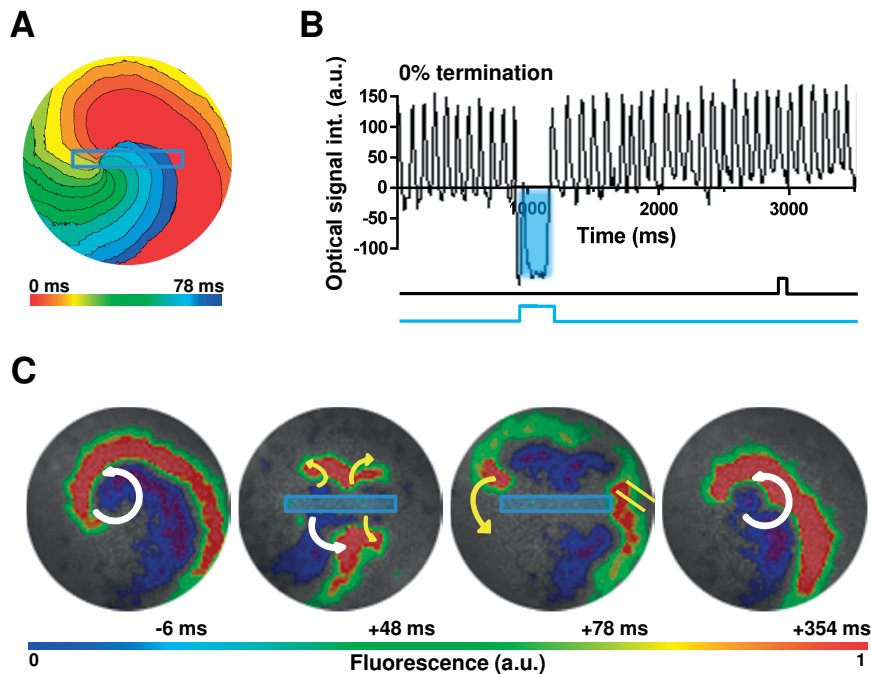 A
B
0% termination
Optical signal int. (a.u.)
150
100
50
0
-50
-100
1000
2000
3000
Time (ms)
0 ms
78 ms
C
-6 ms
+48 ms
+78 ms
+354 ms
0
Fluorescence (a.u.)
1